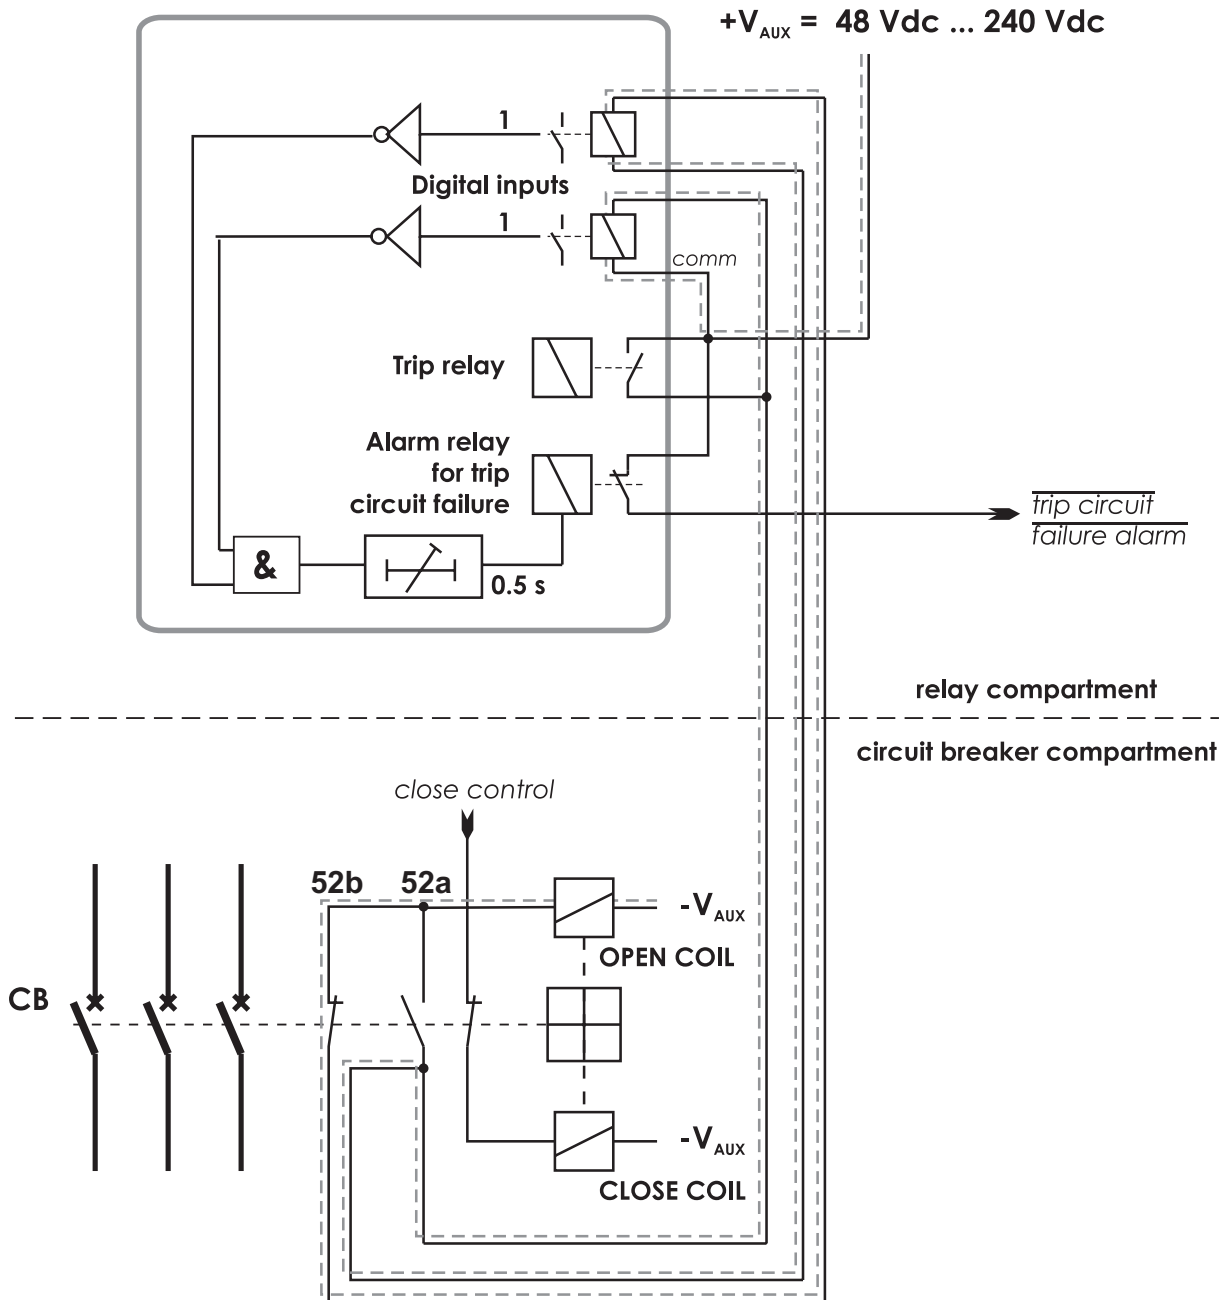 +VAUX = 48 Vdc ... 240 Vdc
1
Digital inputs
1
comm
Trip relay
Alarm relay
for trip
circuit failure
trip circuit
failure alarm
&
0.5 s
relay compartment
circuit breaker compartment
close control
52b 52a
-VAUX
OPEN COIL
CB
-VAUX
CLOSE COIL